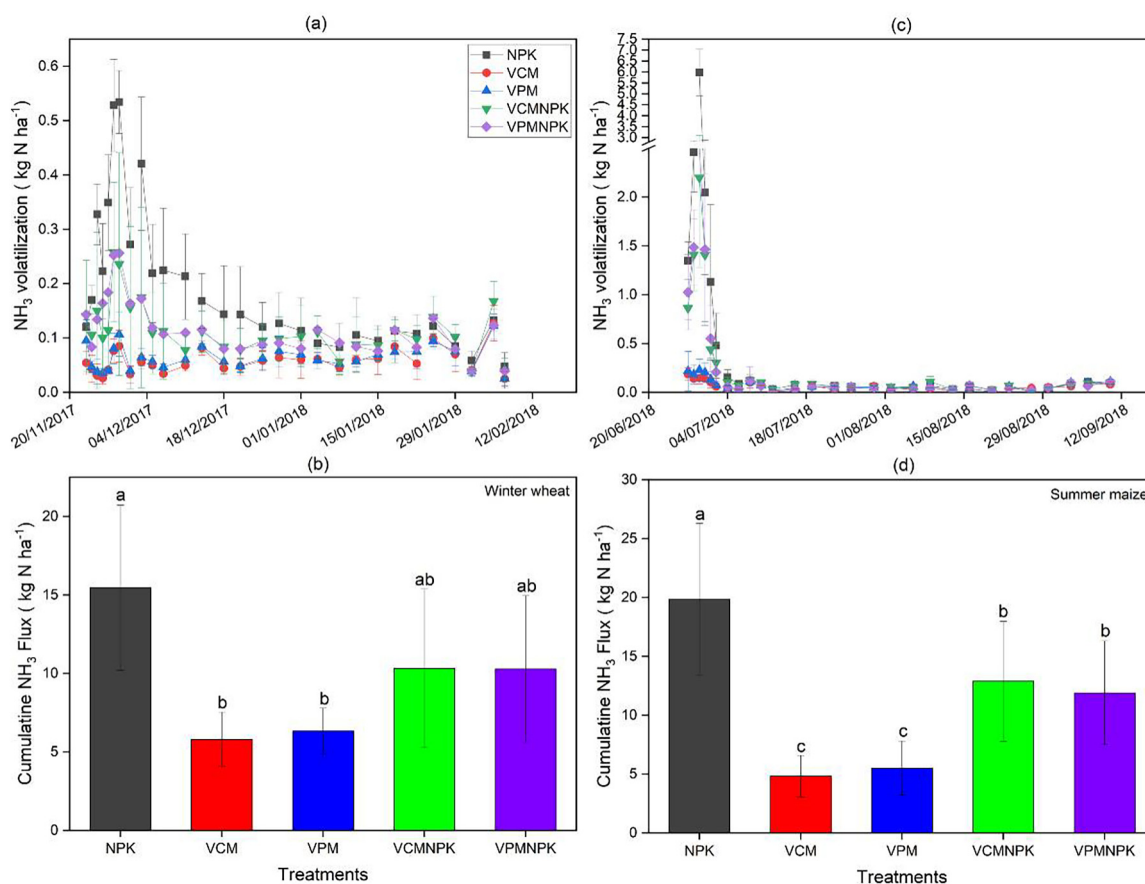 (a)
NH3 volatilization ( kg N ha-1)
0.6
0.5
0.4
0.3
0.2
0.1
0.0
NPK
VCM
VPM
VCMNPK
VPMNPK
20/11/2017
04/12/2017
18/12/2017
01/01/2018
15/01/2018
29/01/2018
12/02/2018
(c)
NH3 volatilization ( kg N ha-1)
7.5
7.0
6.5
6.0
5.5
5.0
4.5
4.0
3.5
3.0
2.0
1.5
1.0
0.5
0.0
20/06/2018
04/07/2018
18/07/2018
01/08/2018
15/08/2018
29/08/2018
12/09/2018
(b)
Winter wheat
Cumulatine NH3 Flux ( kg N ha-1)
20
15
10
5
0
a
b
b
ab
ab
NPK
VCM
VPM
VCMNPK
VPMNPK
Treatments
(d)
Summer maize
Cumulatine NH3 Flux ( kg N ha-1)
30
25
20
15
10
5
0
a
c
c
b
b
NPK
VCM
VPM
VCMNPK
VPMNPK
Treatments